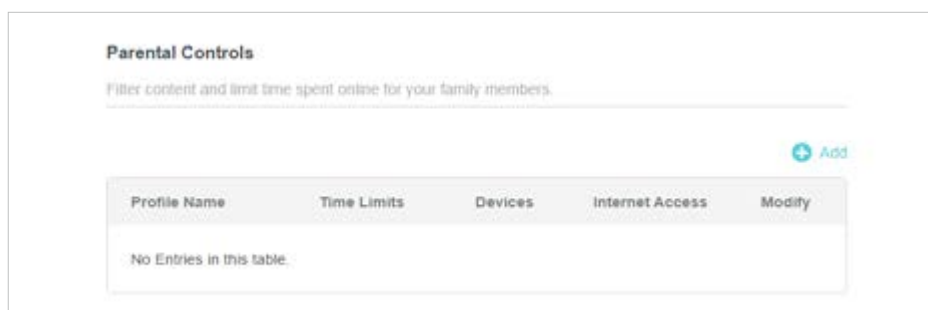 Parental Controls
Filter content and limit time spent online for your family members.
Add
Profile Name Time Limits Devices Internet Access Modify
No Entries in this table.